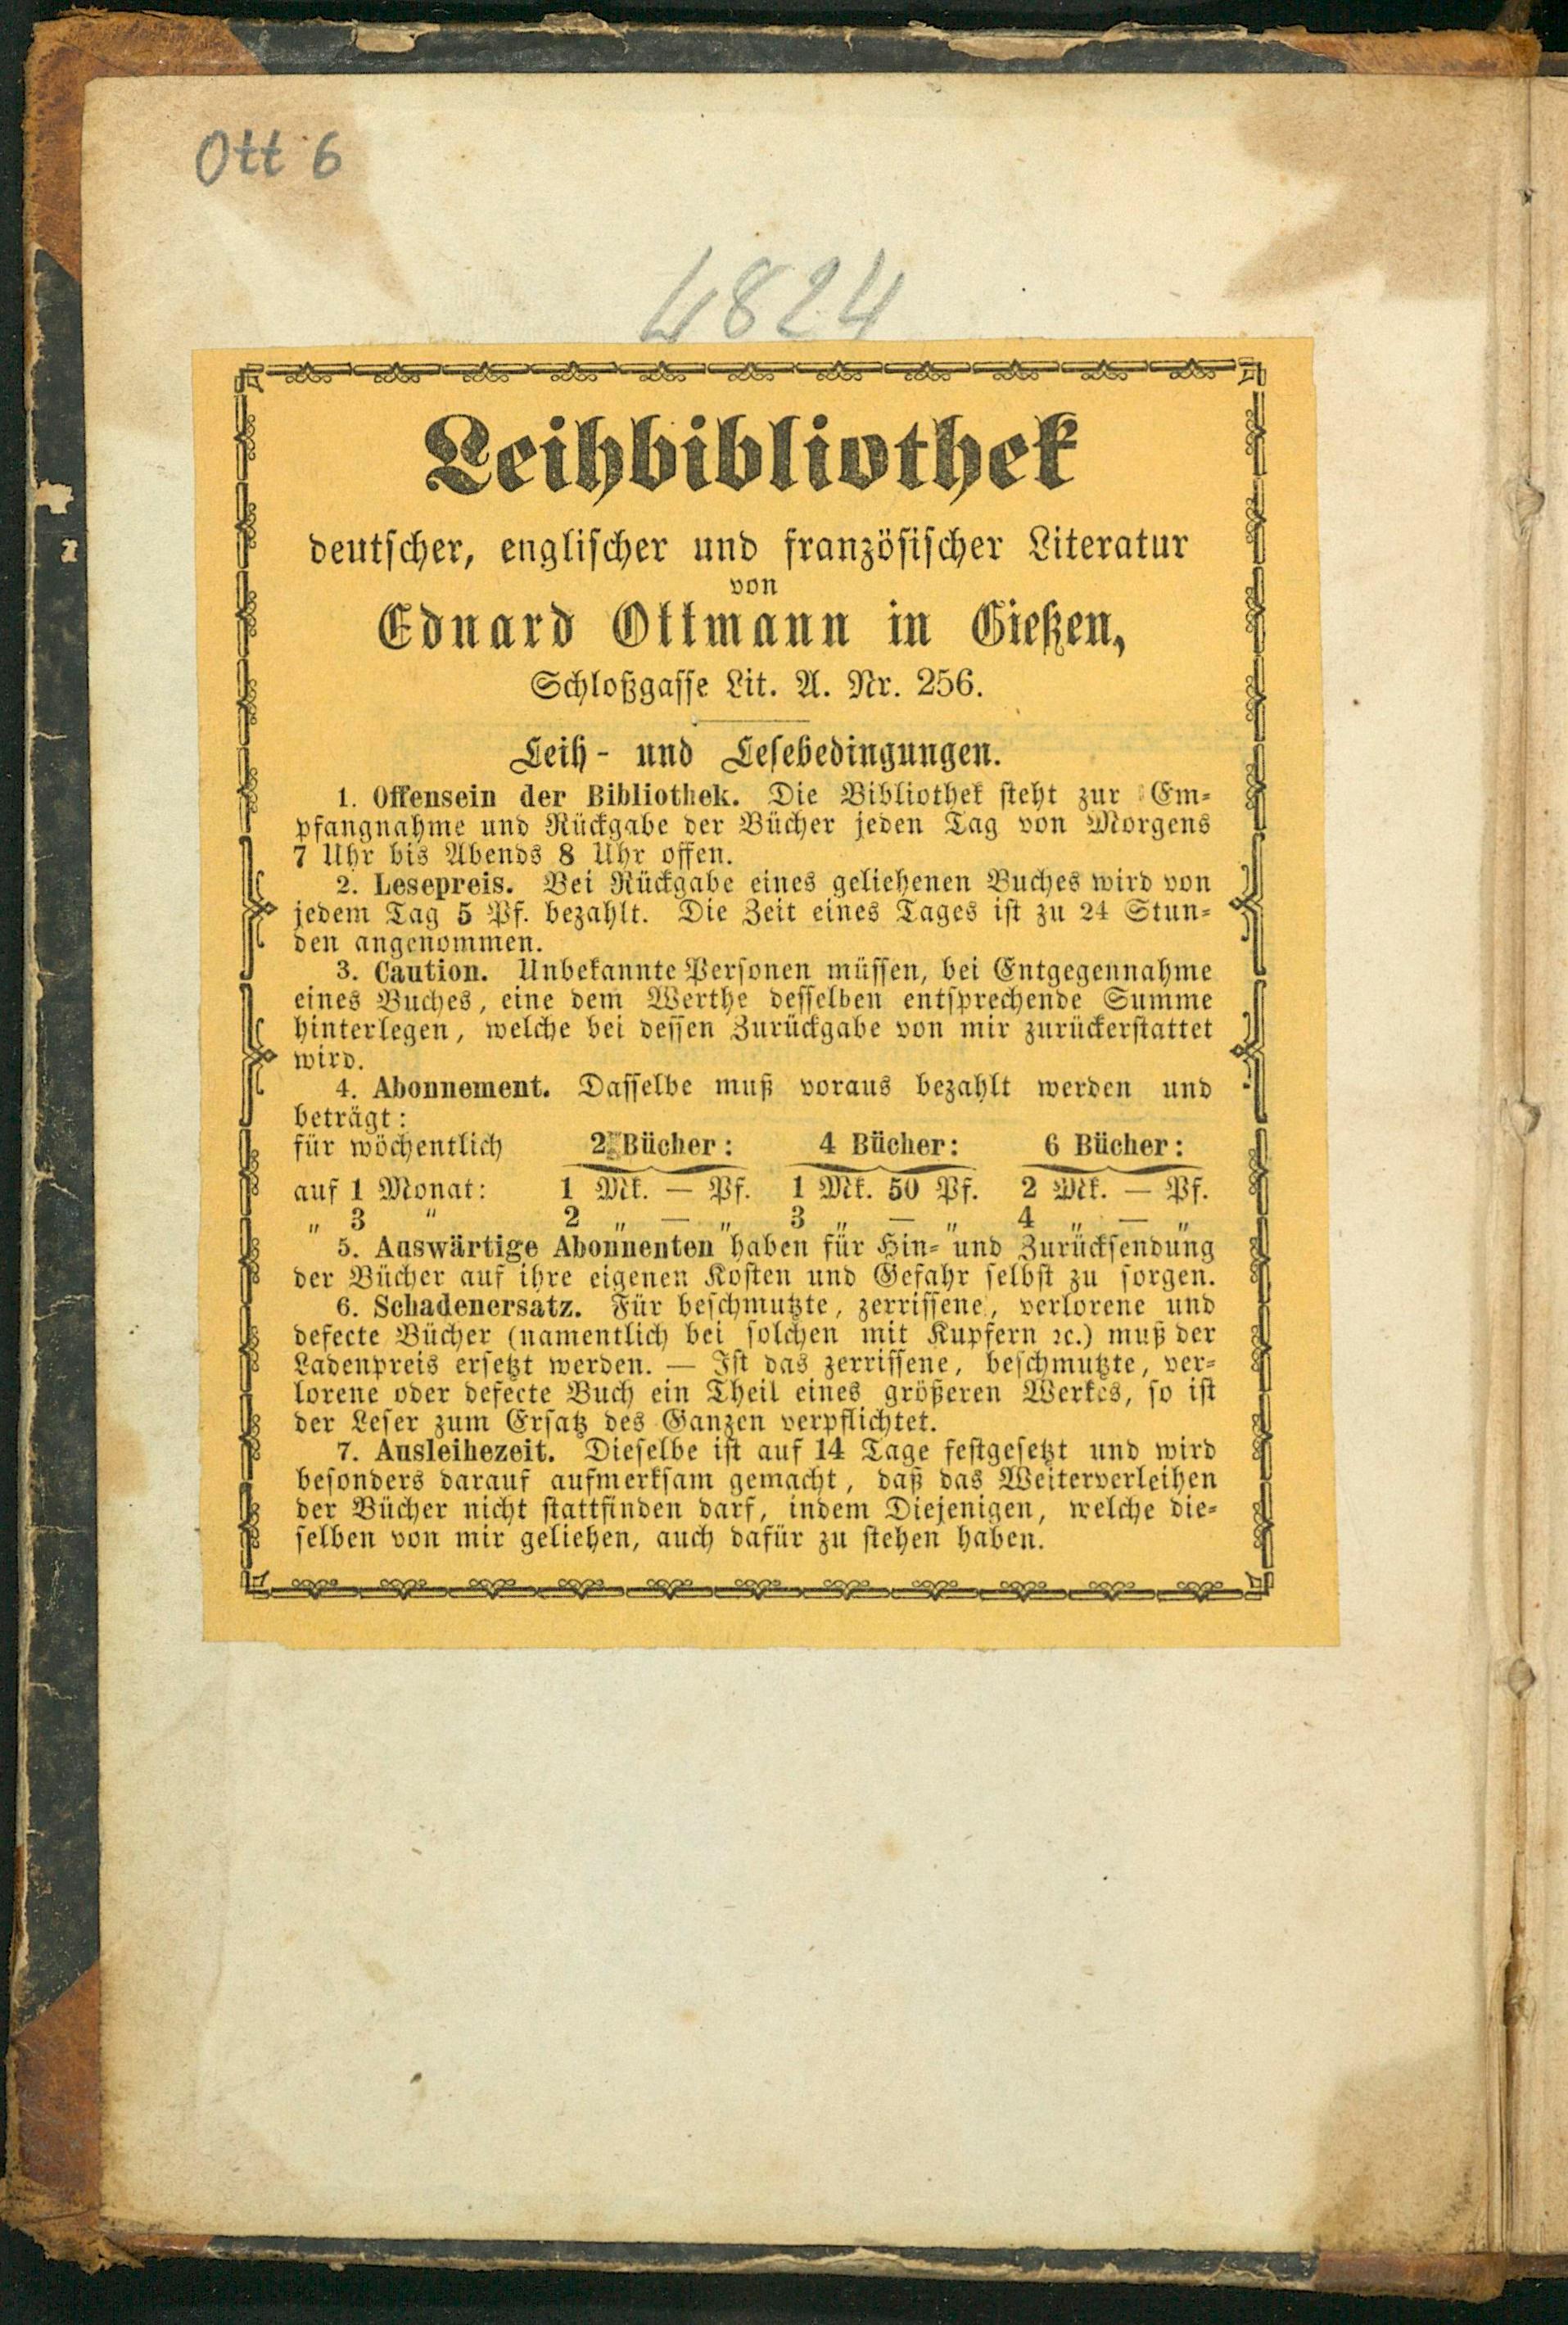 Ott 6
4824
Leihbibliothek
deutscher, englischer und französischer Literatur
von
Eduard Ottmann in Gießen,
Schloßgasse Lit. A. Nr. 256.
Leih- und Lesebedingungen.
1. Offensein der Bibliothek. Die Bibliothek steht zur Em-
pfangnahme und Rückgabe der Bücher jeden Tag von Morgens
7 Uhr bis Abends 8 Uhr offen.
2. Lesepreis. Bei Rückgabe eines geliehenen Buches wird von
jedem Tag 5 Pf. bezahlt. Die Zeit eines Tages ist zu 24 Stun-
den angenommen.
3. Caution. Unbekannte Personen müssen, bei Entgegennahme
eines Buches, eine dem Werthe desselben entsprechende Summe
hinterlegen, welche bei dessen Zurückgabe von mir zurückerstattet
wird.
4. Abonnement. Dasselbe muß voraus bezahlt werden und
beträgt:
für wöchentlich 2 Bücher: 4 Bücher: 6 Bücher:
auf 1 Monat: 1 Mk. — Pf. 1 Mk. 50 Pf. 2 Mk. — Pf.
„ 3 „ 2 „ — „ 3 „ — „ 4 „ — „
5. Auswärtige Abonnenten haben für Hin- und Zurücksendung
der Bücher auf ihre eigenen Kosten und Gefahr selbst zu sorgen.
6. Schadenersatz. Für beschmutzte, zerrissene, verlorene und
defecte Bücher (namentlich bei solchen mit Kupfern ꝛc.) muß der
Ladenpreis ersetzt werden. — Ist das zerrissene, beschmutzte, ver-
lorene oder defecte Buch ein Theil eines größeren Werkes, so ist
der Leser zum Ersatz des Ganzen verpflichtet.
7. Ausleihezeit. Dieselbe ist auf 14 Tage festgesetzt und wird
besonders darauf aufmerksam gemacht, daß das Weiterverleihen
der Bücher nicht stattfinden darf, indem Diejenigen, welche die-
selben von mir geliehen, auch dafür zu stehen haben.